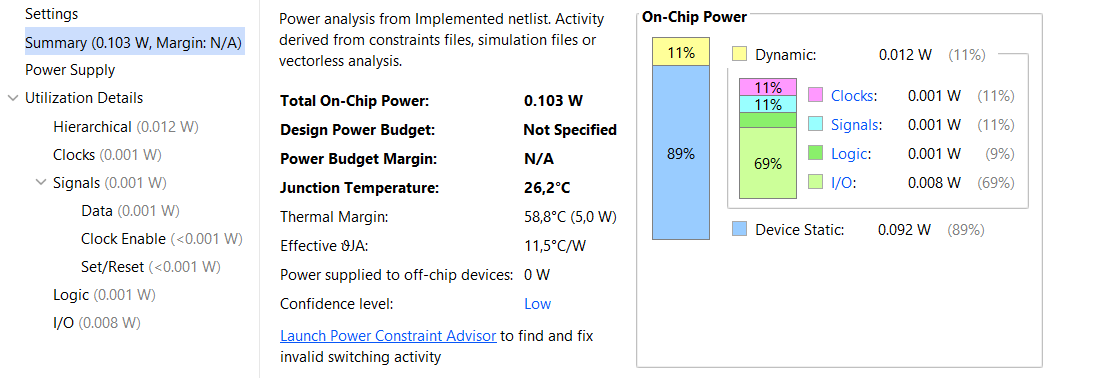 Settings
Summary (0.103 W, Margin: N/A)
Power Supply
Utilization Details
Hierarchical (0.012 W)
Clocks (0.001 W)
Signals (0.001 W)
Data (0.001 W)
Clock Enable (<0.001 W)
Set/Reset (<0.001 W)
Logic (0.001 W)
I/O (0.008 W)
Power analysis from Implemented netlist. Activity
derived from constraints files, simulation files or
vectorless analysis.
Total On-Chip Power: 0.103 W
Design Power Budget: Not Specified
Power Budget Margin: N/A
Junction Temperature: 26,2°C
Thermal Margin: 58,8°C (5,0 W)
Effective ϑJA: 11,5°C/W
Power supplied to off-chip devices: 0 W
Confidence level: Low
Launch Power Constraint Advisor to find and fix
invalid switching activity
On-Chip Power
11%
89%
Dynamic: 0.012 W (11%)
11%
11%
69%
Clocks: 0.001 W (11%)
Signals: 0.001 W (11%)
Logic: 0.001 W (9%)
I/O: 0.008 W (69%)
Device Static: 0.092 W (89%)